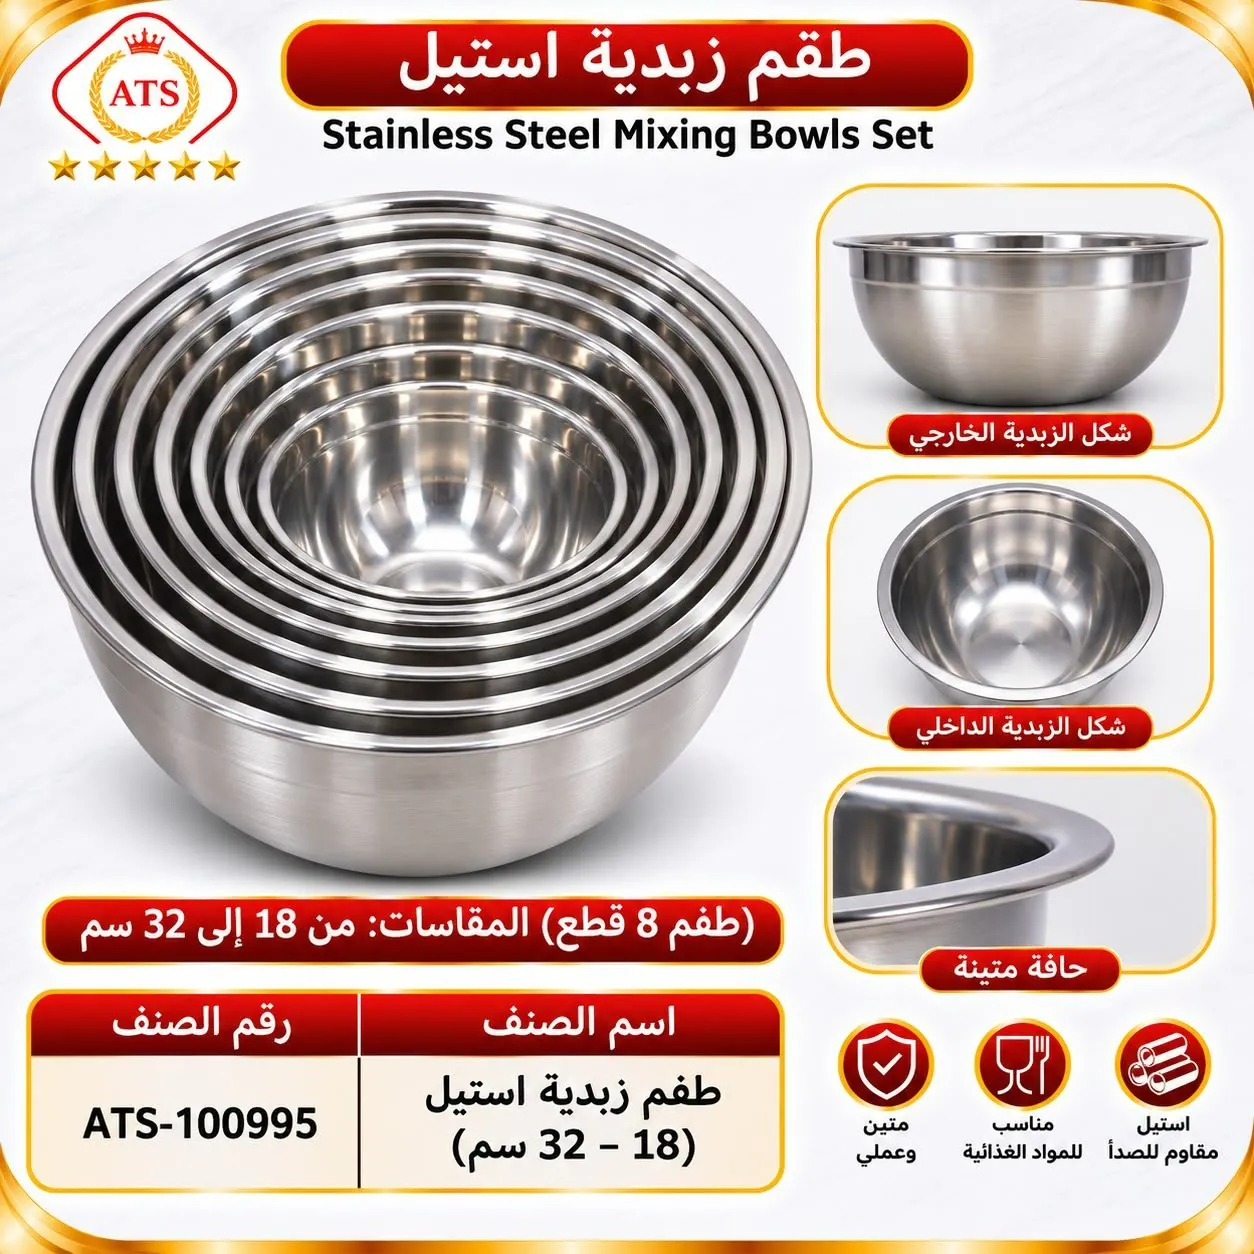 ATS
طقم زبدية استيل
Stainless Steel Mixing Bowls Set
شكل الزبدية الخارجي
شكل الزبدية الداخلي
حافة متينة
(طفم 8 قطع) المقاسات: من 18 إلى 32 سم
اسم الصنف
رقم الصنف
طفم زبدية استيل
(18 – 32 سم)
ATS-100995
استيل
مقاوم للصدأ
مناسب
للمواد الغذائية
متين
وعملي